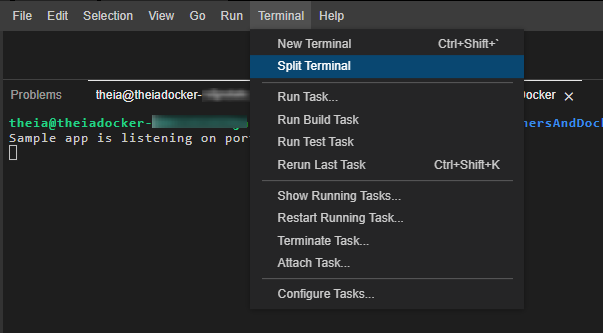 File Edit Selection View Go Run Terminal Help
New Terminal Ctrl+Shift+`
Split Terminal
Problems theia@theiadocker- ocker ×
Run Task...
theia@theiadocker- nersAndDock
Run Build Task
Sample app is listening on por
Run Test Task
Rerun Last Task Ctrl+Shift+K
Show Running Tasks...
Restart Running Task...
Terminate Task...
Attach Task...
Configure Tasks...